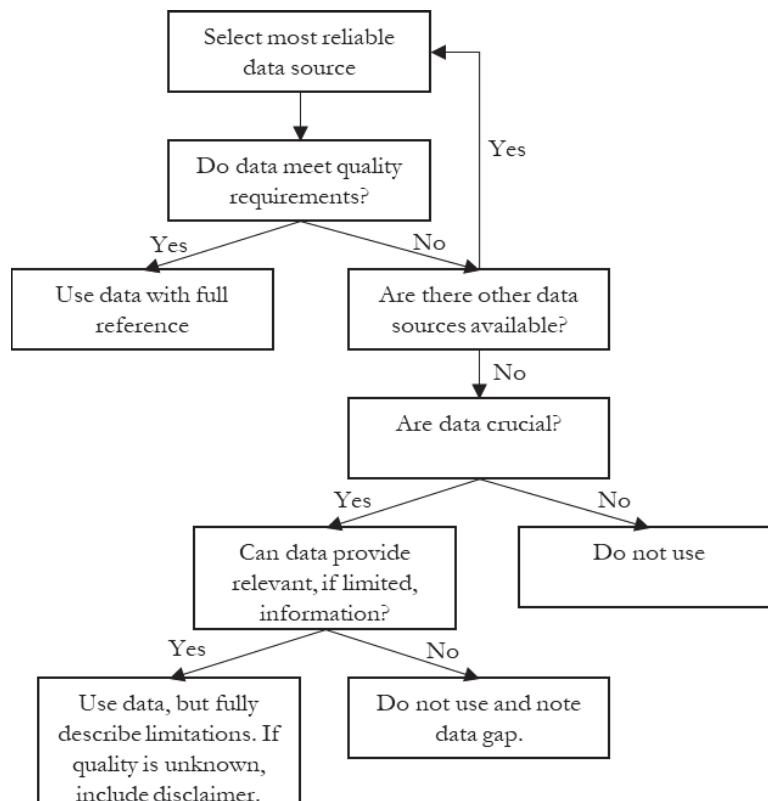 Select most reliable
data source
Yes
Do data meet quality
requirements?
Yes
No
Use data with full
reference
Are there other data
sources available?
No
Are data crucial?
Yes
No
Can data provide
relevant, if limited,
information?
Do not use
Yes
No
Use data, but fully
describe limitations. If
quality is unknown,
include disclaimer.
Do not use and note
data gap.